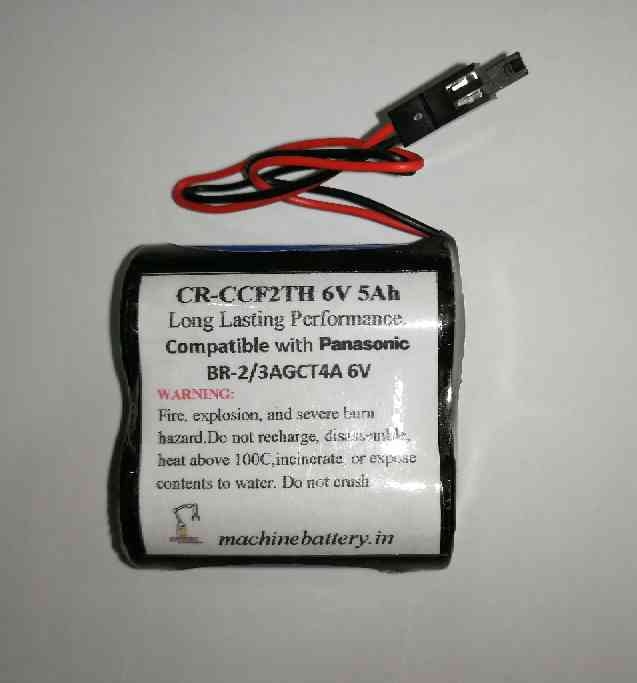 CR-CCF2TH 6V 5Ah
Long Lasting Performance.
Compatible with Panasonic
BR-2/3AGCT4A 6V
WARNING:
Fire, explosion, and severe burn
hazard.Do not recharge, disassemble,
heat above 100C,incinerate, or expose
contents to water. Do not crush
machinebattery.in